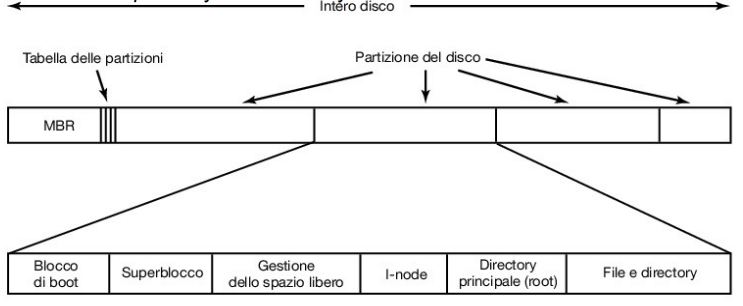 Intero disco
Tabella delle partizioni
Partizione del disco
MBR
Blocco
di boot
Superblocco
Gestione
dello spazio libero
I-node
Directory
principale (root)
File e directory